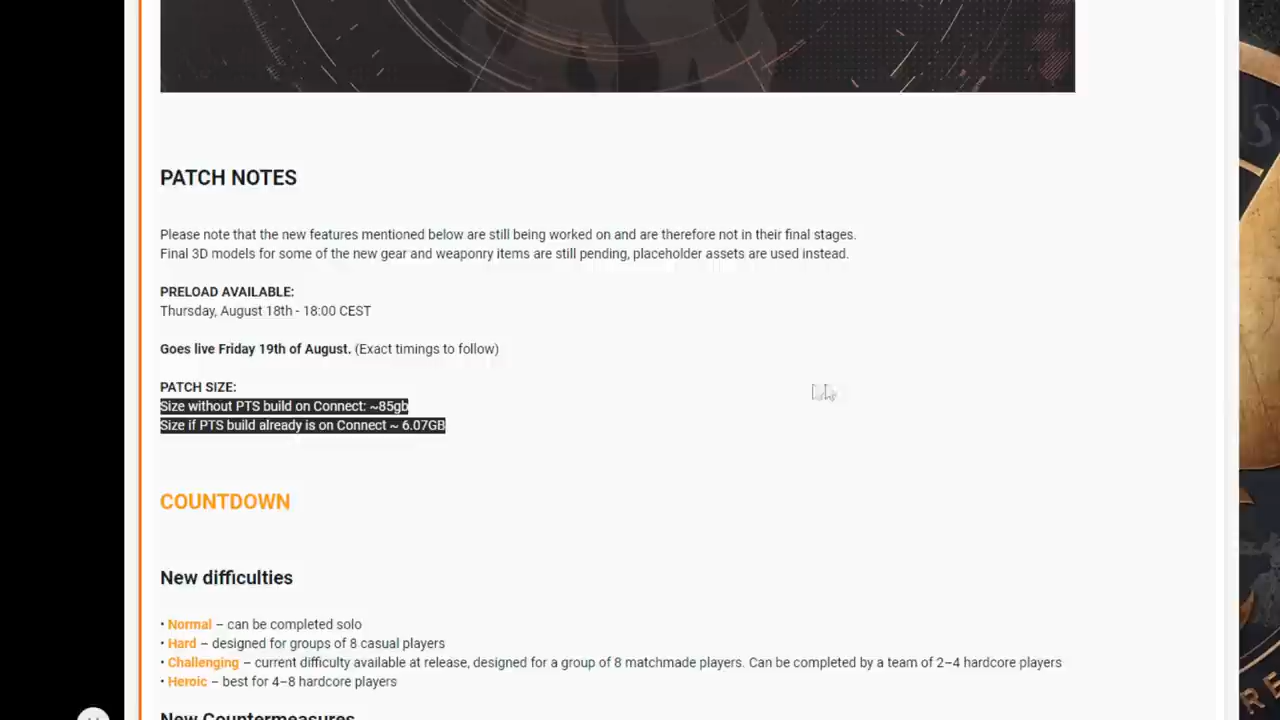 PATCH NOTES
Please note that the new features mentioned below are still being worked on and are therefore not in their final stages.
Final 3D models for some of the new gear and weaponry items are still pending, placeholder assets are used instead.
PRELOAD AVAILABLE:
Thursday, August 18th - 18:00 CEST
Goes live Friday 19th of August. (Exact timings to follow)
PATCH SIZE:
Size without PTS build on Connect: ~85gb
Size if PTS build already is on Connect ~ 6.07GB
COUNTDOWN
New difficulties
• Normal – can be completed solo
• Hard – designed for groups of 8 casual players
• Challenging – current difficulty available at release, designed for a group of 8 matchmade players. Can be completed by a team of 2–4 hardcore players
• Heroic – best for 4–8 hardcore players
New Countermeasures